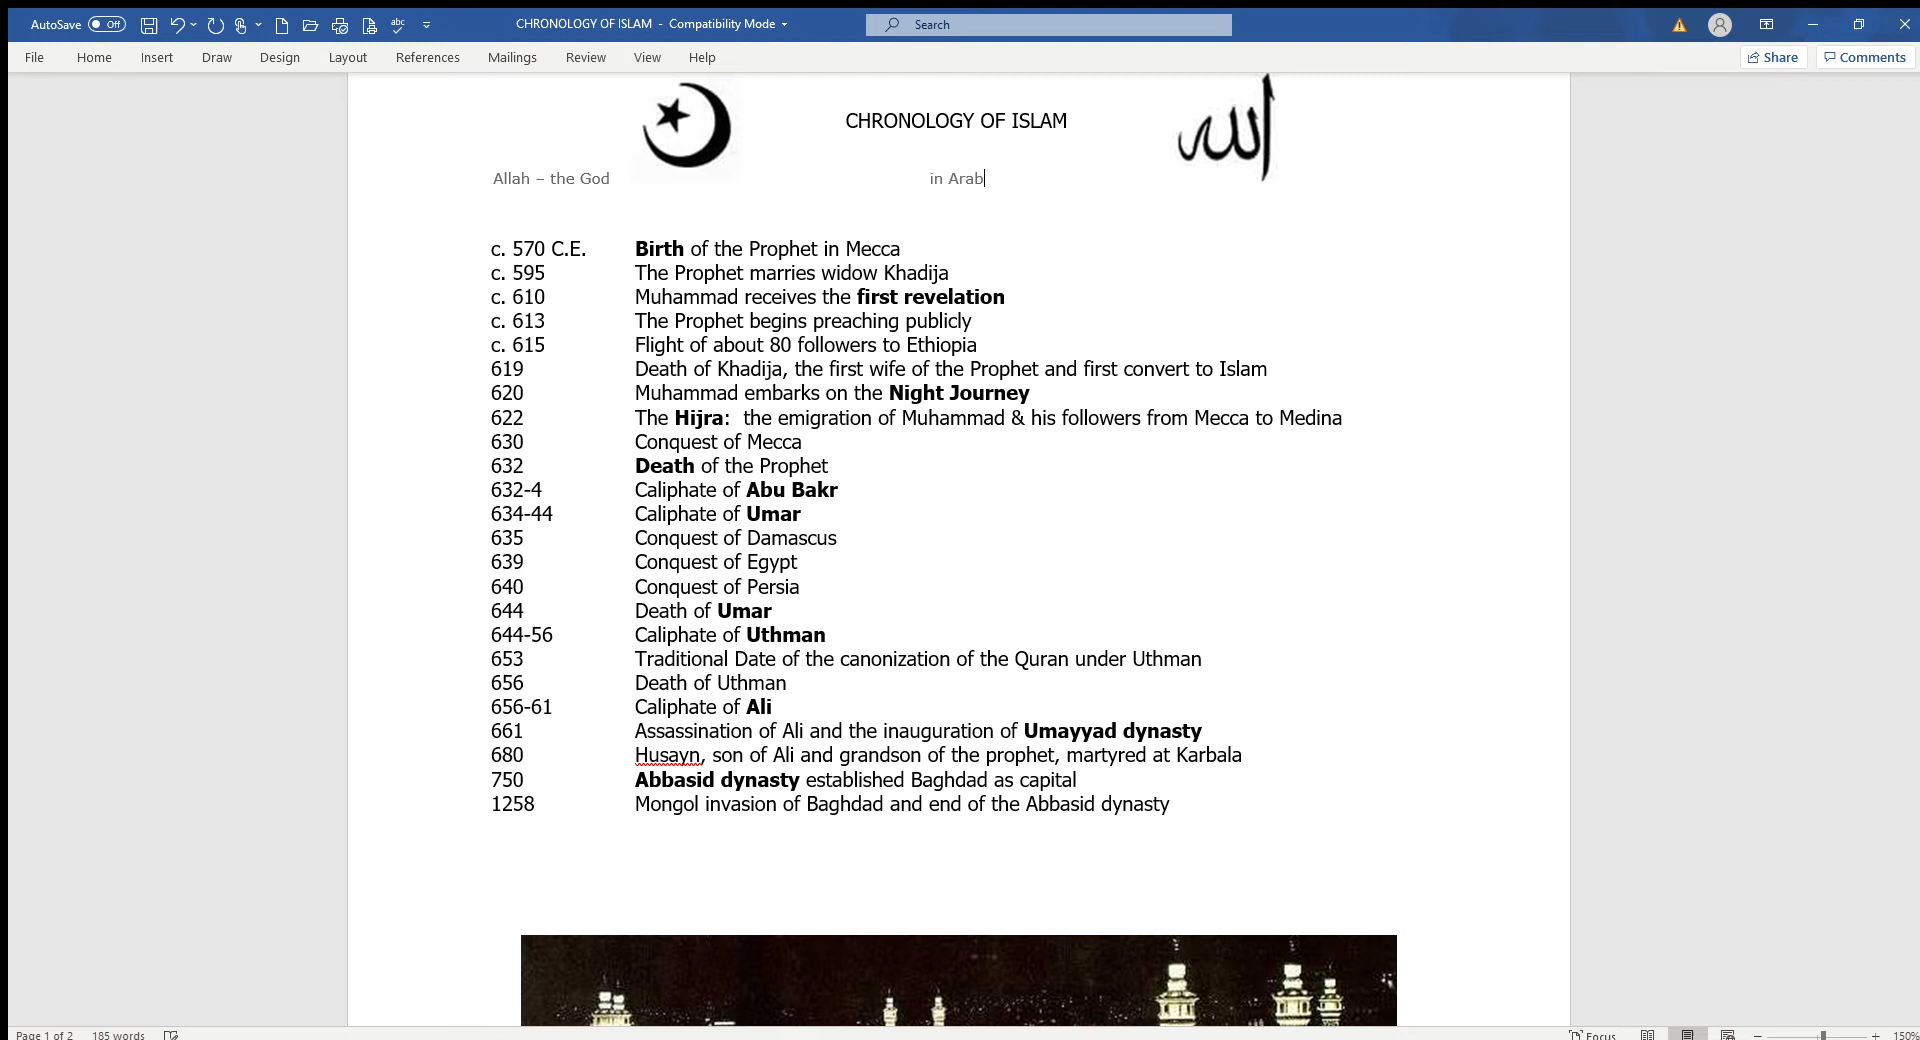 AutoSave Off abc CHRONOLOGY OF ISLAM - Compatibility Mode Search
File Home Insert Draw Design Layout References Mailings Review View Help Share Comments
CHRONOLOGY OF ISLAM
الله
Allah – the God in Arab
c. 570 C.E. Birth of the Prophet in Mecca
c. 595 The Prophet marries widow Khadija
c. 610 Muhammad receives the first revelation
c. 613 The Prophet begins preaching publicly
c. 615 Flight of about 80 followers to Ethiopia
619 Death of Khadija, the first wife of the Prophet and first convert to Islam
620 Muhammad embarks on the Night Journey
622 The Hijra: the emigration of Muhammad & his followers from Mecca to Medina
630 Conquest of Mecca
632 Death of the Prophet
632-4 Caliphate of Abu Bakr
634-44 Caliphate of Umar
635 Conquest of Damascus
639 Conquest of Egypt
640 Conquest of Persia
644 Death of Umar
644-56 Caliphate of Uthman
653 Traditional Date of the canonization of the Quran under Uthman
656 Death of Uthman
656-61 Caliphate of Ali
661 Assassination of Ali and the inauguration of Umayyad dynasty
680 Husayn, son of Ali and grandson of the prophet, martyred at Karbala
750 Abbasid dynasty established Baghdad as capital
1258 Mongol invasion of Baghdad and end of the Abbasid dynasty
Page 1 of 2 185 words Focus 150%